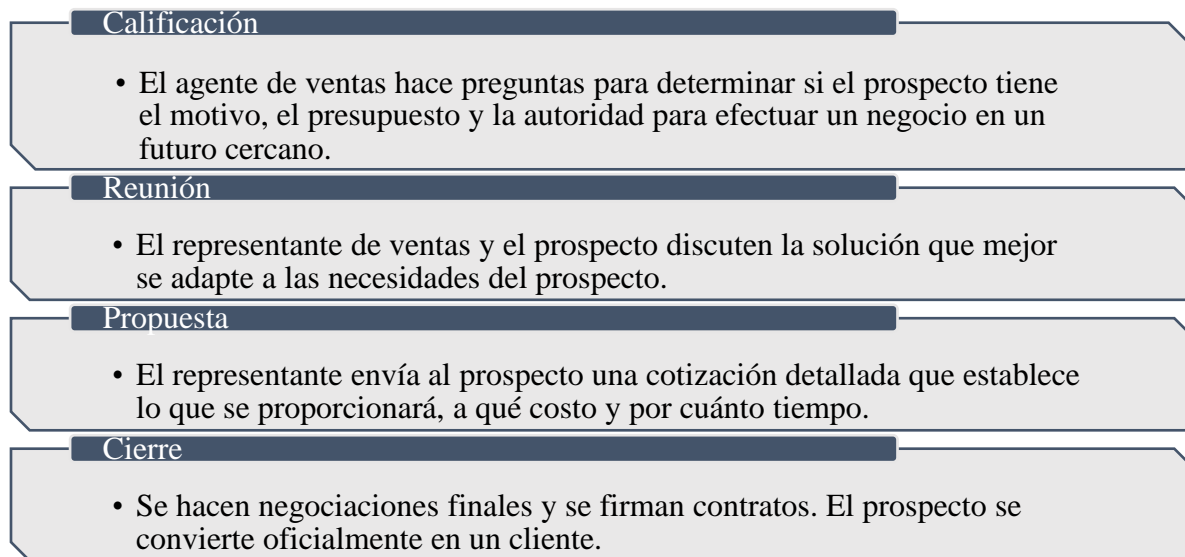 Calificación
• El agente de ventas hace preguntas para determinar si el prospecto tiene
el motivo, el presupuesto y la autoridad para efectuar un negocio en un
futuro cercano.
Reunión
• El representante de ventas y el prospecto discuten la solución que mejor
se adapte a las necesidades del prospecto.
Propuesta
• El representante envía al prospecto una cotización detallada que establece
lo que se proporcionará, a qué costo y por cuánto tiempo.
Cierre
• Se hacen negociaciones finales y se firman contratos. El prospecto se
convierte oficialmente en un cliente.